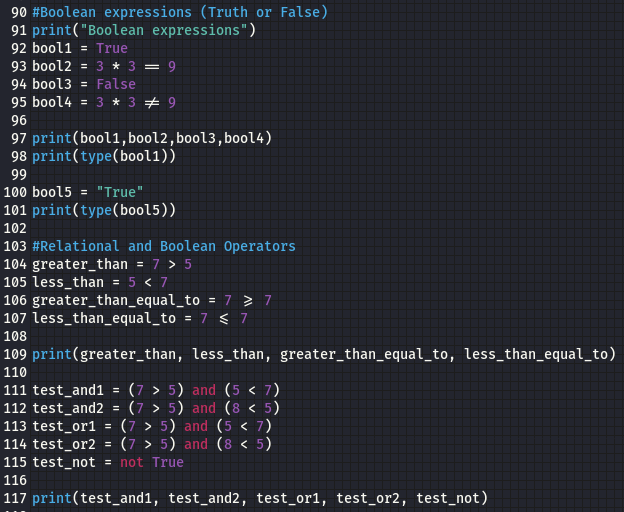 90 #Boolean expressions (Truth or False)
91 print("Boolean expressions")
92 bool1 = True
93 bool2 = 3 * 3 == 9
94 bool3 = False
95 bool4 = 3 * 3 != 9
96
97 print(bool1,bool2,bool3,bool4)
98 print(type(bool1))
99
100 bool5 = "True"
101 print(type(bool5))
102
103 #Relational and Boolean Operators
104 greater_than = 7 > 5
105 less_than = 5 < 7
106 greater_than_equal_to = 7 >= 7
107 less_than_equal_to = 7 <= 7
108
109 print(greater_than, less_than, greater_than_equal_to, less_than_equal_to)
110
111 test_and1 = (7 > 5) and (5 < 7)
112 test_and2 = (7 > 5) and (8 < 5)
113 test_or1 = (7 > 5) and (5 < 7)
114 test_or2 = (7 > 5) and (8 < 5)
115 test_not = not True
116
117 print(test_and1, test_and2, test_or1, test_or2, test_not)